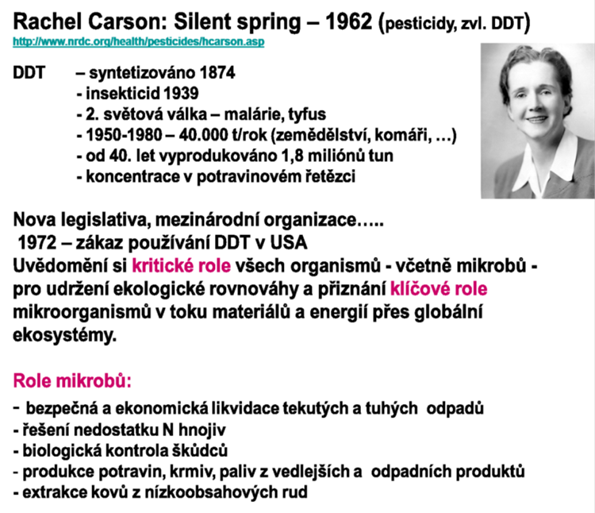 Rachel Carson: Silent spring – 1962 (pesticidy, zvl. DDT)
http://www.nrdc.org/health/pesticides/hcarson.asp
DDT – syntetizováno 1874
- insekticid 1939
- 2. světová válka – malárie, tyfus
- 1950-1980 – 40.000 t/rok (zemědělství, komáři, …)
- od 40. let vyprodukováno 1,8 miliónů tun
- koncentrace v potravinovém řetězci
Nova legislativa, mezinárodní organizace…..
1972 – zákaz používání DDT v USA
Uvědomění si kritické role všech organismů - včetně mikrobů -
pro udržení ekologické rovnováhy a přiznání klíčové role
mikroorganismů v toku materiálů a energií přes globální
ekosystémy.
Role mikrobů:
- bezpečná a ekonomická likvidace tekutých a tuhých odpadů
- řešení nedostatku N hnojiv
- biologická kontrola škůdců
- produkce potravin, krmiv, paliv z vedlejších a odpadních produktů
- extrakce kovů z nízkoobsahových rud